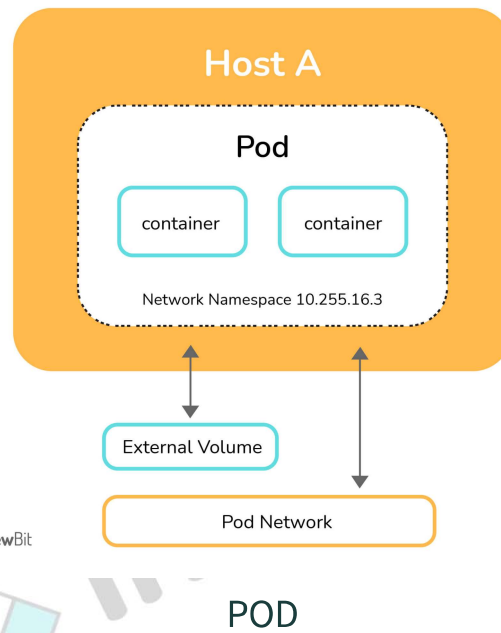 Host A
Pod
container container
Network Namespace 10.255.16.3
External Volume
Pod Network
POD